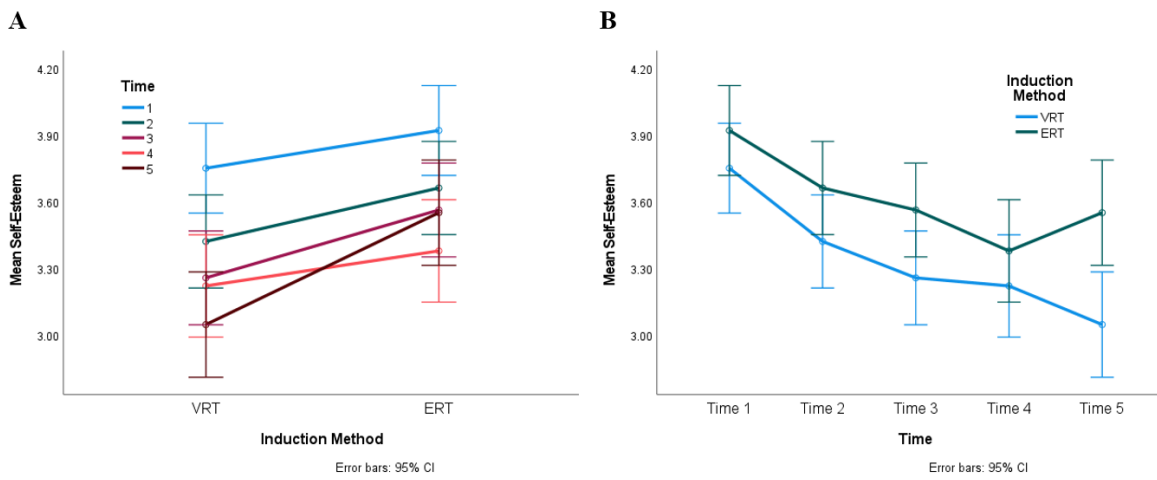 A
4.20
3.90
3.60
3.30
3.00
Mean Self-Esteem
Time
1
2
3
4
5
VRT
ERT
Induction Method
Error bars: 95% CI
B
4.20
3.90
3.60
3.30
3.00
Mean Self-Esteem
Induction
Method
VRT
ERT
Time 1
Time 2
Time 3
Time 4
Time 5
Time
Error bars: 95% CI